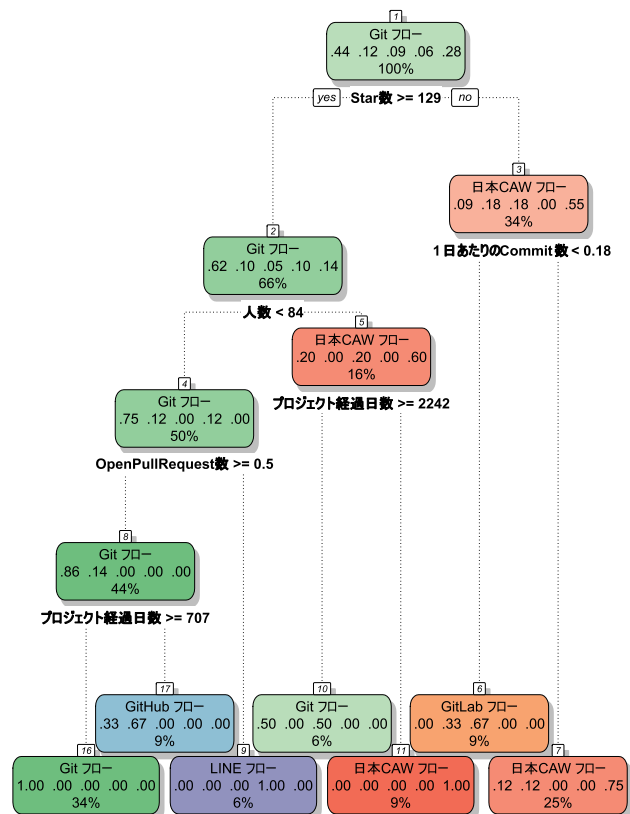 1
Git フロー
.44 .12 .09 .06 .28
100%
yes Star数 >= 129 no
3
日本CAW フロー
.09 .18 .18 .00 .55
34%
1日あたりのCommit数 < 0.18
2
Git フロー
.62 .10 .05 .10 .14
66%
人数 < 84
5
日本CAW フロー
.20 .00 .20 .00 .60
16%
プロジェクト経過日数 >= 2242
4
Git フロー
.75 .12 .00 .12 .00
50%
OpenPullRequest数 >= 0.5
8
Git フロー
.86 .14 .00 .00 .00
44%
プロジェクト経過日数 >= 707
17
GitHub フロー
.33 .67 .00 .00 .00
9%
10
Git フロー
.50 .00 .50 .00 .00
6%
6
GitLab フロー
.00 .33 .67 .00 .00
9%
16
Git フロー
1.00 .00 .00 .00 .00
34%
9
LINE フロー
.00 .00 .00 1.00 .00
6%
11
日本CAW フロー
.00 .00 .00 .00 1.00
9%
7
日本CAW フロー
.12 .12 .00 .00 .75
25%